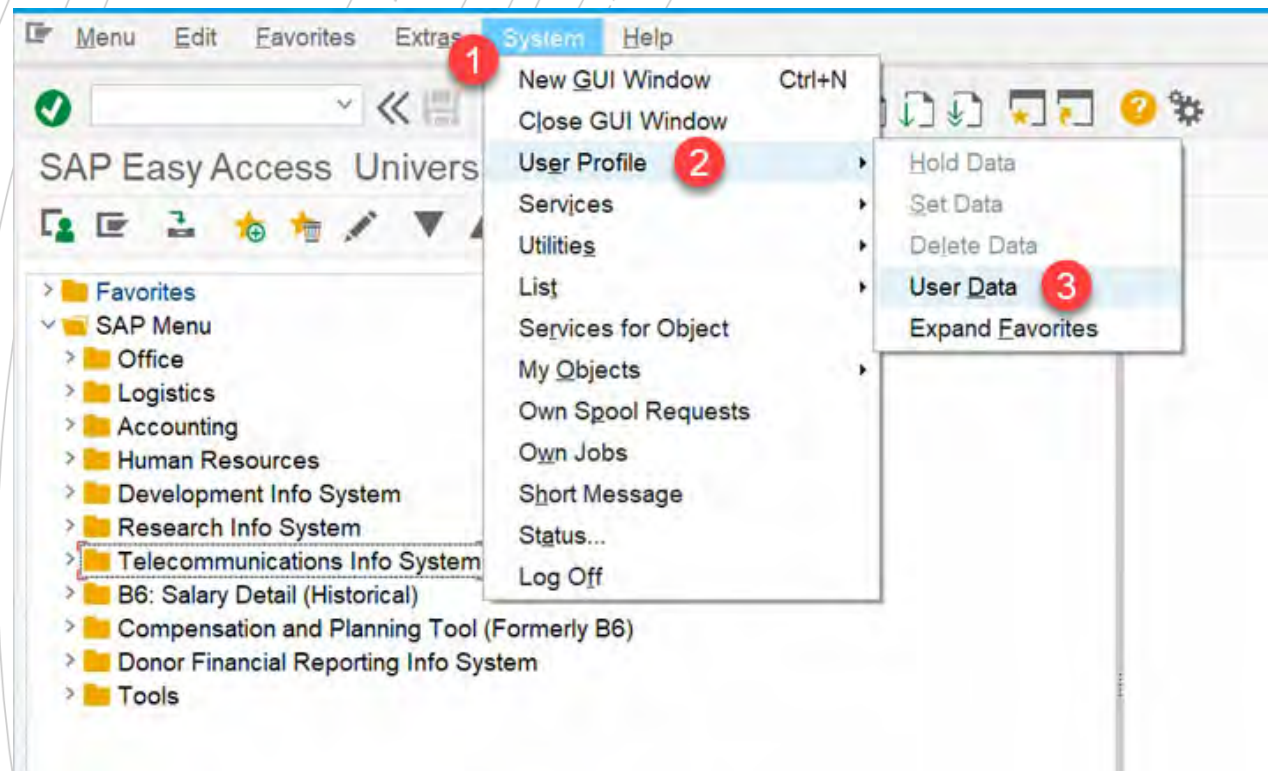 Menu Edit Favorites Extras System Help
1
New GUI Window Ctrl+N
Close GUI Window
SAP Easy Access Univers
User Profile 2
Hold Data
Services
Set Data
Utilities
Delete Data
List
User Data 3
Services for Object
Expand Favorites
My Objects
Own Spool Requests
Own Jobs
Short Message
Status...
Log Off
Favorites
SAP Menu
Office
Logistics
Accounting
Human Resources
Development Info System
Research Info System
Telecommunications Info System
B6: Salary Detail (Historical)
Compensation and Planning Tool (Formerly B6)
Donor Financial Reporting Info System
Tools